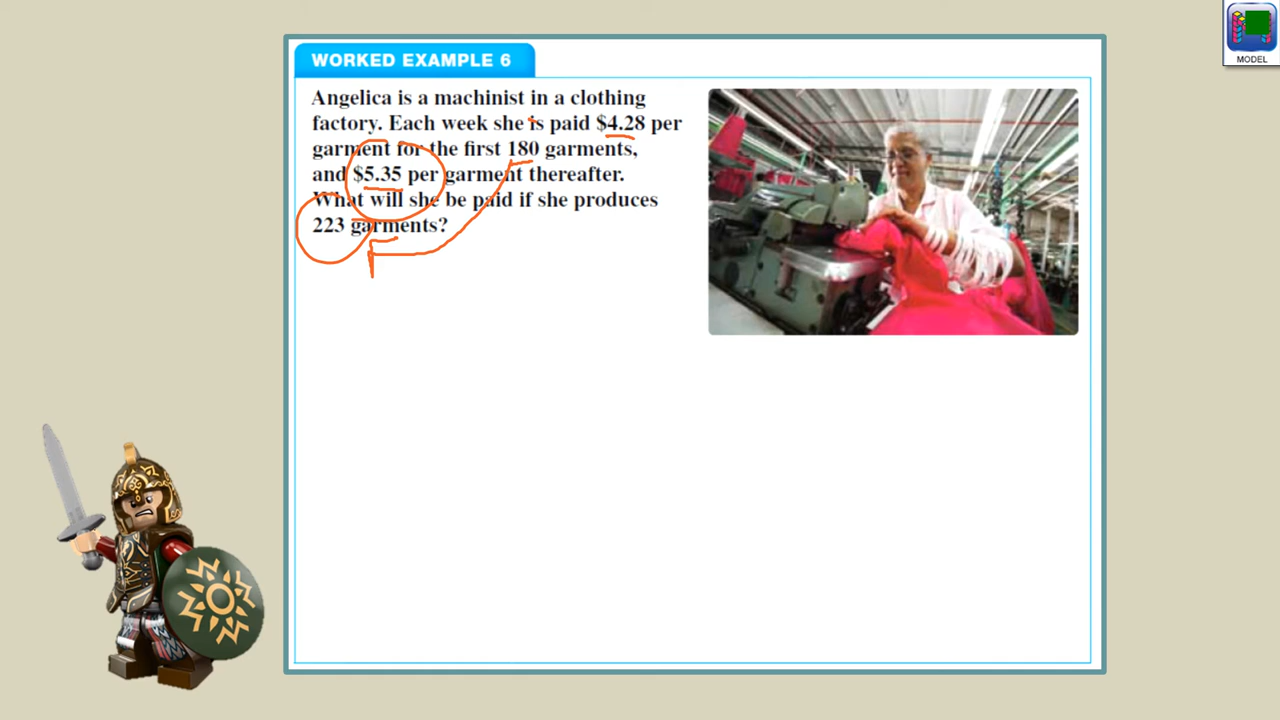 MODEL
WORKED EXAMPLE 6
Angelica is a machinist in a clothing
factory. Each week she is paid $4.28 per
garment for the first 180 garments,
and $5.35 per garment thereafter.
What will she be paid if she produces
223 garments?